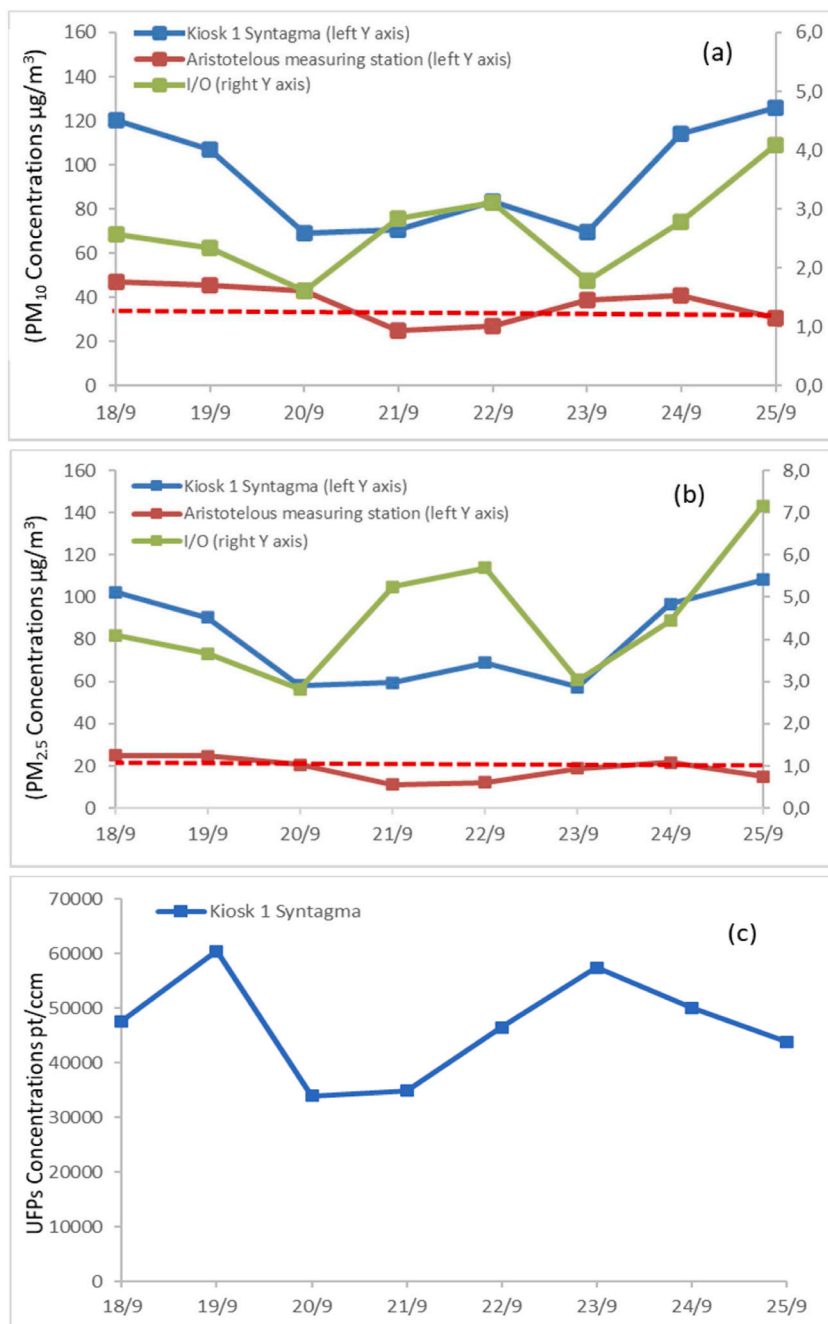 (PM10 Concentrations µg/m³)
Kiosk 1 Syntagma (left Y axis)
Aristotelous measuring station (left Y axis)
I/O (right Y axis)
(a)
160
140
120
100
80
60
40
20
0
6,0
5,0
4,0
3,0
2,0
1,0
0,0
18/9 19/9 20/9 21/9 22/9 23/9 24/9 25/9
(PM2.5 Concentrations µg/m³)
Kiosk 1 Syntagma (left Y axis)
Aristotelous measuring station (left Y axis)
I/O (right Y axis)
(b)
160
140
120
100
80
60
40
20
0
8,0
7,0
6,0
5,0
4,0
3,0
2,0
1,0
0,0
18/9 19/9 20/9 21/9 22/9 23/9 24/9 25/9
UFPs Concentrations pt/ccm
Kiosk 1 Syntagma
(c)
70000
60000
50000
40000
30000
20000
10000
0
18/9 19/9 20/9 21/9 22/9 23/9 24/9 25/9